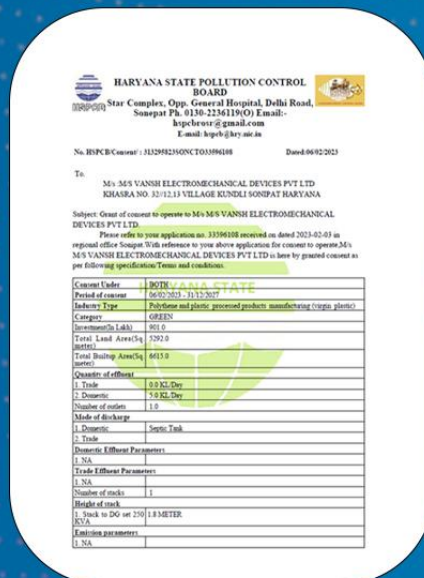 HARYANA STATE POLLUTION CONTROL
BOARD
HSPCB
Star Complex, Opp. General Hospital, Delhi Road,
Sonepat Ph. 0130-2236119(O) Email:-
hspcbrosr@gmail.com
E-mail: hspcb@hry.nic.in
No. HSPCB/Consent/ : 313295823SONCTO33596108 Dated:06/02/2023
To,
M/s :M/S VANSH ELECTROMECHANICAL DEVICES PVT LTD
KHASRA NO. 32//12,13 VILLAGE KUNDLI SONIPAT HARYANA
Subject: Grant of consent to operate to M/s M/S VANSH ELECTROMECHANICAL
DEVICES PVT LTD.
Please refer to your application no. 33596108 received on dated 2023-02-03 in
regional office Sonipat.With reference to your above application for consent to operate,M/s
M/S VANSH ELECTROMECHANICAL DEVICES PVT LTD is here by granted consent as
per following specification/Terms and conditions.
HARYANA STATE
Consent Under BOTH
Period of consent 06/02/2023 - 31/12/2027
Industry Type Polythene and plastic processed products manufacturing (virgin plastic)
Category GREEN
Investment(In Lakh) 901.0
Total Land Area(Sq.
meter) 5292.0
Total Builtup Area(Sq.
meter) 6615.0
Quantity of effluent
1. Trade 0.0 KL/Day
2. Domestic 5.0 KL/Day
Number of outlets 1.0
Mode of discharge
1. Domestic Septic Tank
2. Trade
Domestic Effluent Parameters
1. NA
Trade Effluent Parameters
1. NA
Number of stacks 1
Height of stack
1. Stack to DG set 250
KVA 1.8 METER
Emission parameters
1. NA